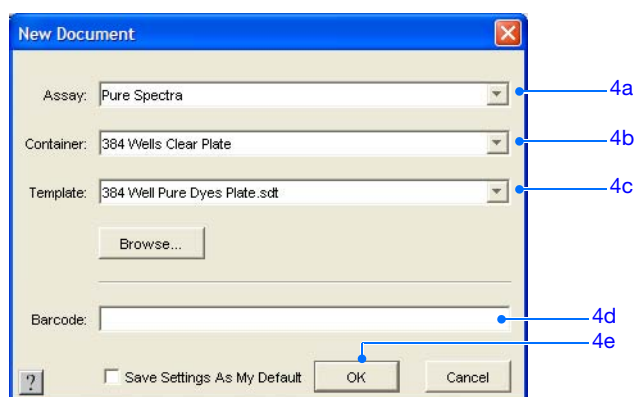 New Document
Assay: Pure Spectra 4a
Container: 384 Wells Clear Plate 4b
Template: 384 Well Pure Dyes Plate.sdt 4c
Browse...
Barcode: 4d
4e
? Save Settings As My Default OK Cancel